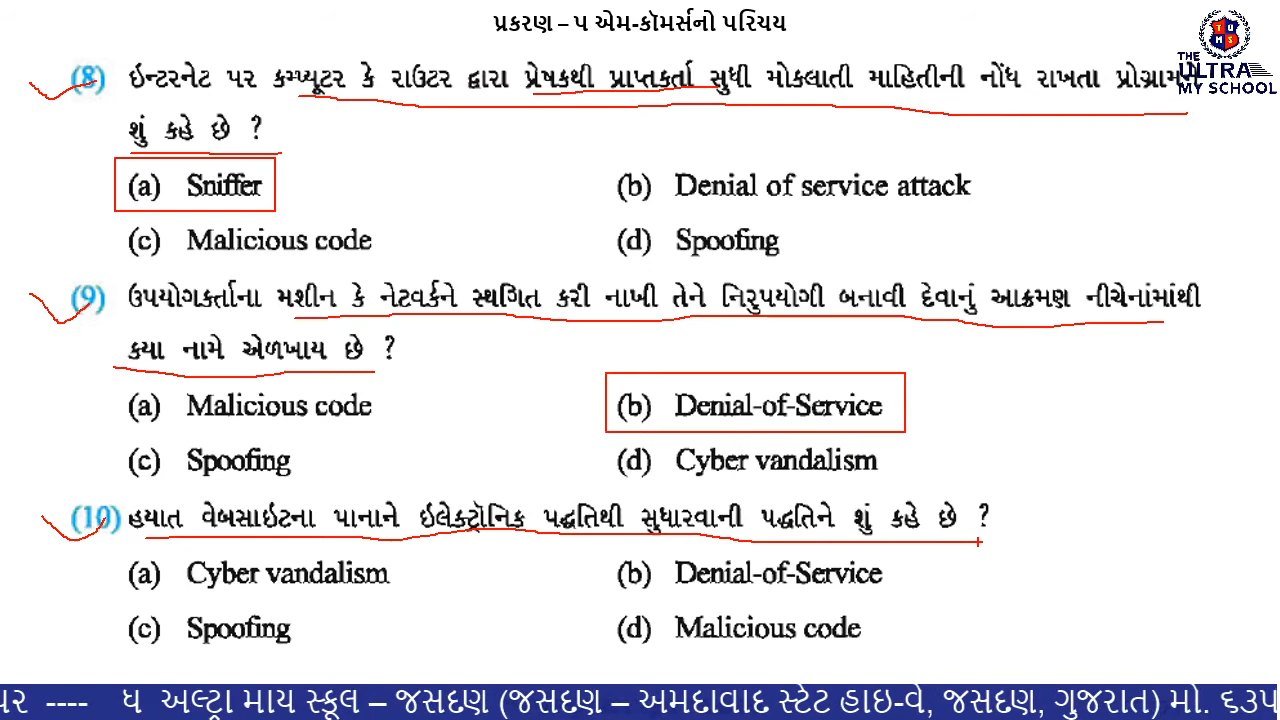 પ્રકરણ – ૫ એમ-કૉમર્સનો પરિચય
THE
ULTRA
MY SCHOOL
T U
M S
(8) ઇન્ટરનેટ પર કમ્પ્યૂટર કે રાઉટર દ્વારા પ્રેષકથી પ્રાપ્તકર્તા સુધી મોકલાતી માહિતીની નોંધ રાખતા પ્રોગ્રામને
શું કહે છે ?
(a) Sniffer (b) Denial of service attack
(c) Malicious code (d) Spoofing
(9) ઉપયોગકર્તાના મશીન કે નેટવર્કને સ્થગિત કરી નાખી તેને નિરુપયોગી બનાવી દેવાનું આક્રમણ નીચેનાંમાંથી
કયા નામે એળખાય છે ?
(a) Malicious code (b) Denial-of-Service
(c) Spoofing (d) Cyber vandalism
(10) હયાત વેબસાઇટના પાનાને ઇલેક્ટ્રૉનિક પદ્ધતિથી સુધારવાની પદ્ધતિને શું કહે છે ?
(a) Cyber vandalism (b) Denial-of-Service
(c) Spoofing (d) Malicious code
૫ર ---- ધ અલ્ટ્રા માય સ્કૂલ – જસદણ (જસદણ – અમદાવાદ સ્ટેટ હાઇ-વે, જસદણ, ગુજરાત) મો. ૬૩૫